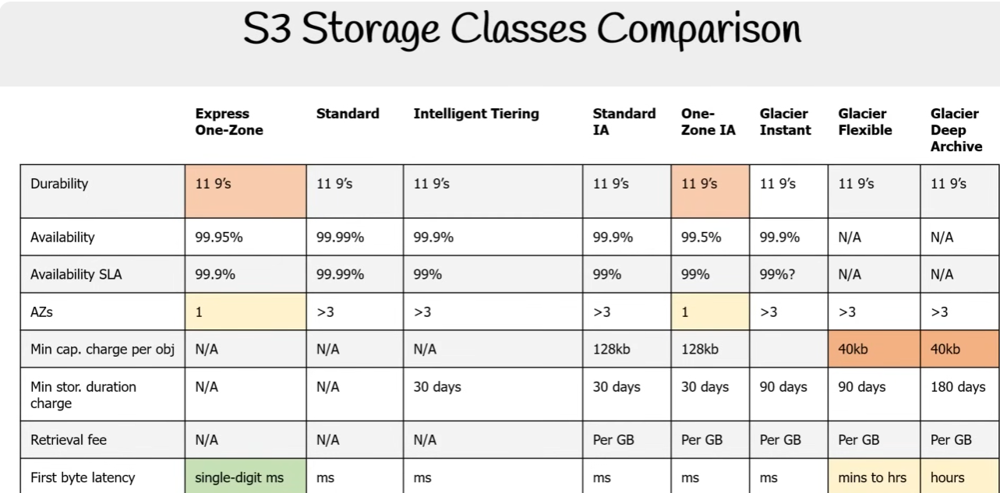 S3 Storage Classes Comparison
Express One-Zone Standard Intelligent Tiering Standard IA One-Zone IA Glacier Instant Glacier Flexible Glacier Deep Archive
Durability 11 9’s 11 9’s 11 9’s 11 9’s 11 9’s 11 9’s 11 9’s 11 9’s
Availability 99.95% 99.99% 99.9% 99.9% 99.5% 99.9% N/A N/A
Availability SLA 99.9% 99.99% 99% 99% 99% 99%? N/A N/A
AZs 1 >3 >3 >3 1 >3 >3 >3
Min cap. charge per obj N/A N/A N/A 128kb 128kb 40kb 40kb
Min stor. duration charge N/A N/A 30 days 30 days 30 days 90 days 90 days 180 days
Retrieval fee N/A N/A N/A Per GB Per GB Per GB Per GB Per GB
First byte latency single-digit ms ms ms ms ms ms mins to hrs hours